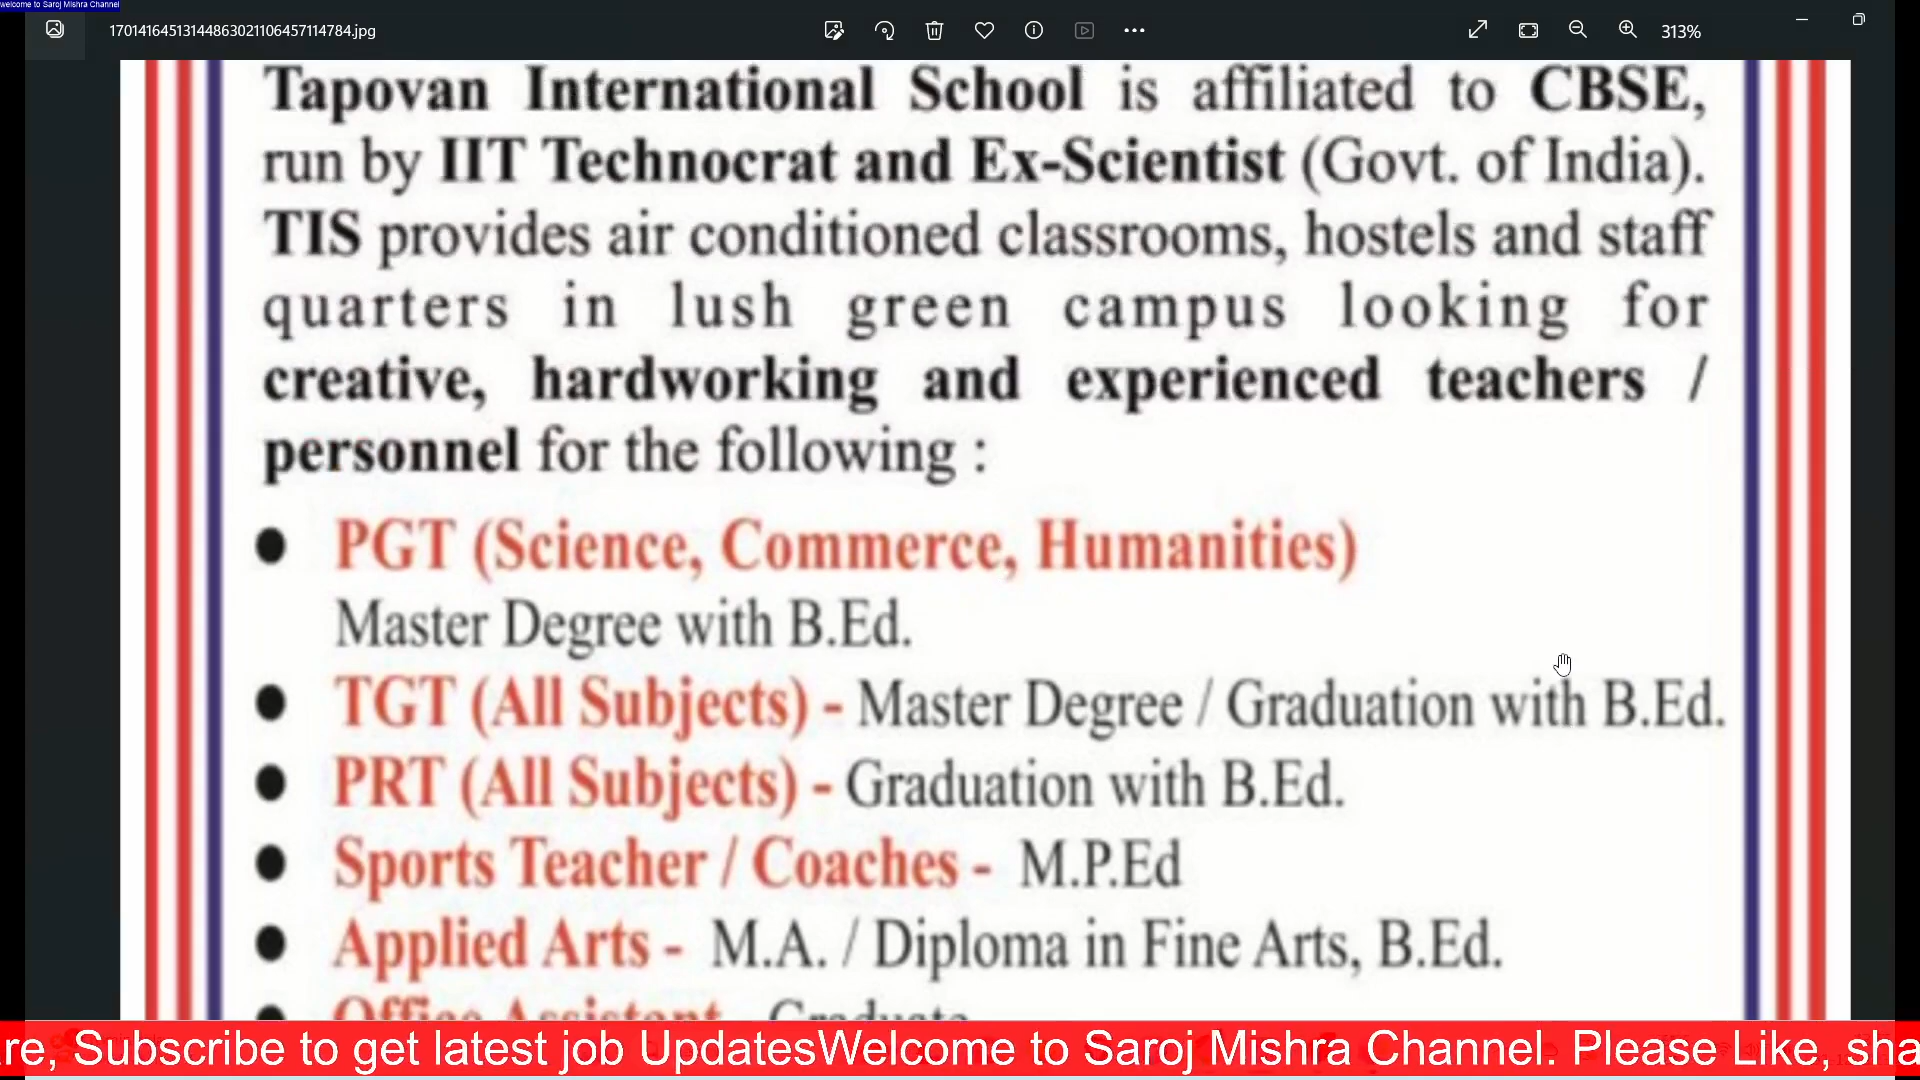 welcome to Saroj Mishra Channel
17014164513144863021106457114784.jpg
313%
Tapovan International School is affiliated to CBSE,
run by IIT Technocrat and Ex-Scientist (Govt. of India).
TIS provides air conditioned classrooms, hostels and staff
quarters in lush green campus looking for
creative, hardworking and experienced teachers /
personnel for the following :
● PGT (Science, Commerce, Humanities)
Master Degree with B.Ed.
● TGT (All Subjects) - Master Degree / Graduation with B.Ed.
● PRT (All Subjects) - Graduation with B.Ed.
● Sports Teacher / Coaches - M.P.Ed
● Applied Arts - M.A. / Diploma in Fine Arts, B.Ed.
● Office Assistant - Graduate
re, Subscribe to get latest job UpdatesWelcome to Saroj Mishra Channel. Please Like, sha